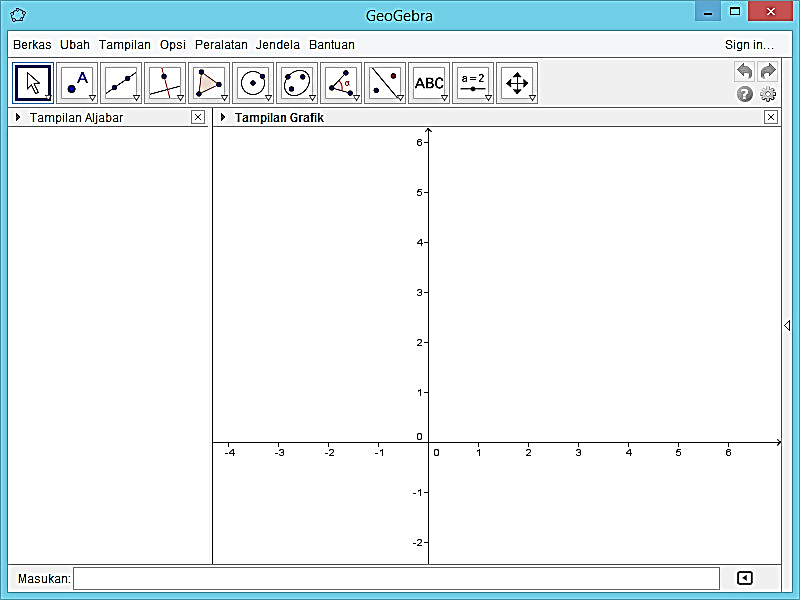 GeoGebra
Berkas Ubah Tampilan Opsi Peralatan Jendela Bantuan Sign in...
A ABC a=2
Tampilan Aljabar Tampilan Grafik
6
5
4
3
2
1
0
-4 -3 -2 -1 0 1 2 3 4 5 6
-1
-2
Masukan: